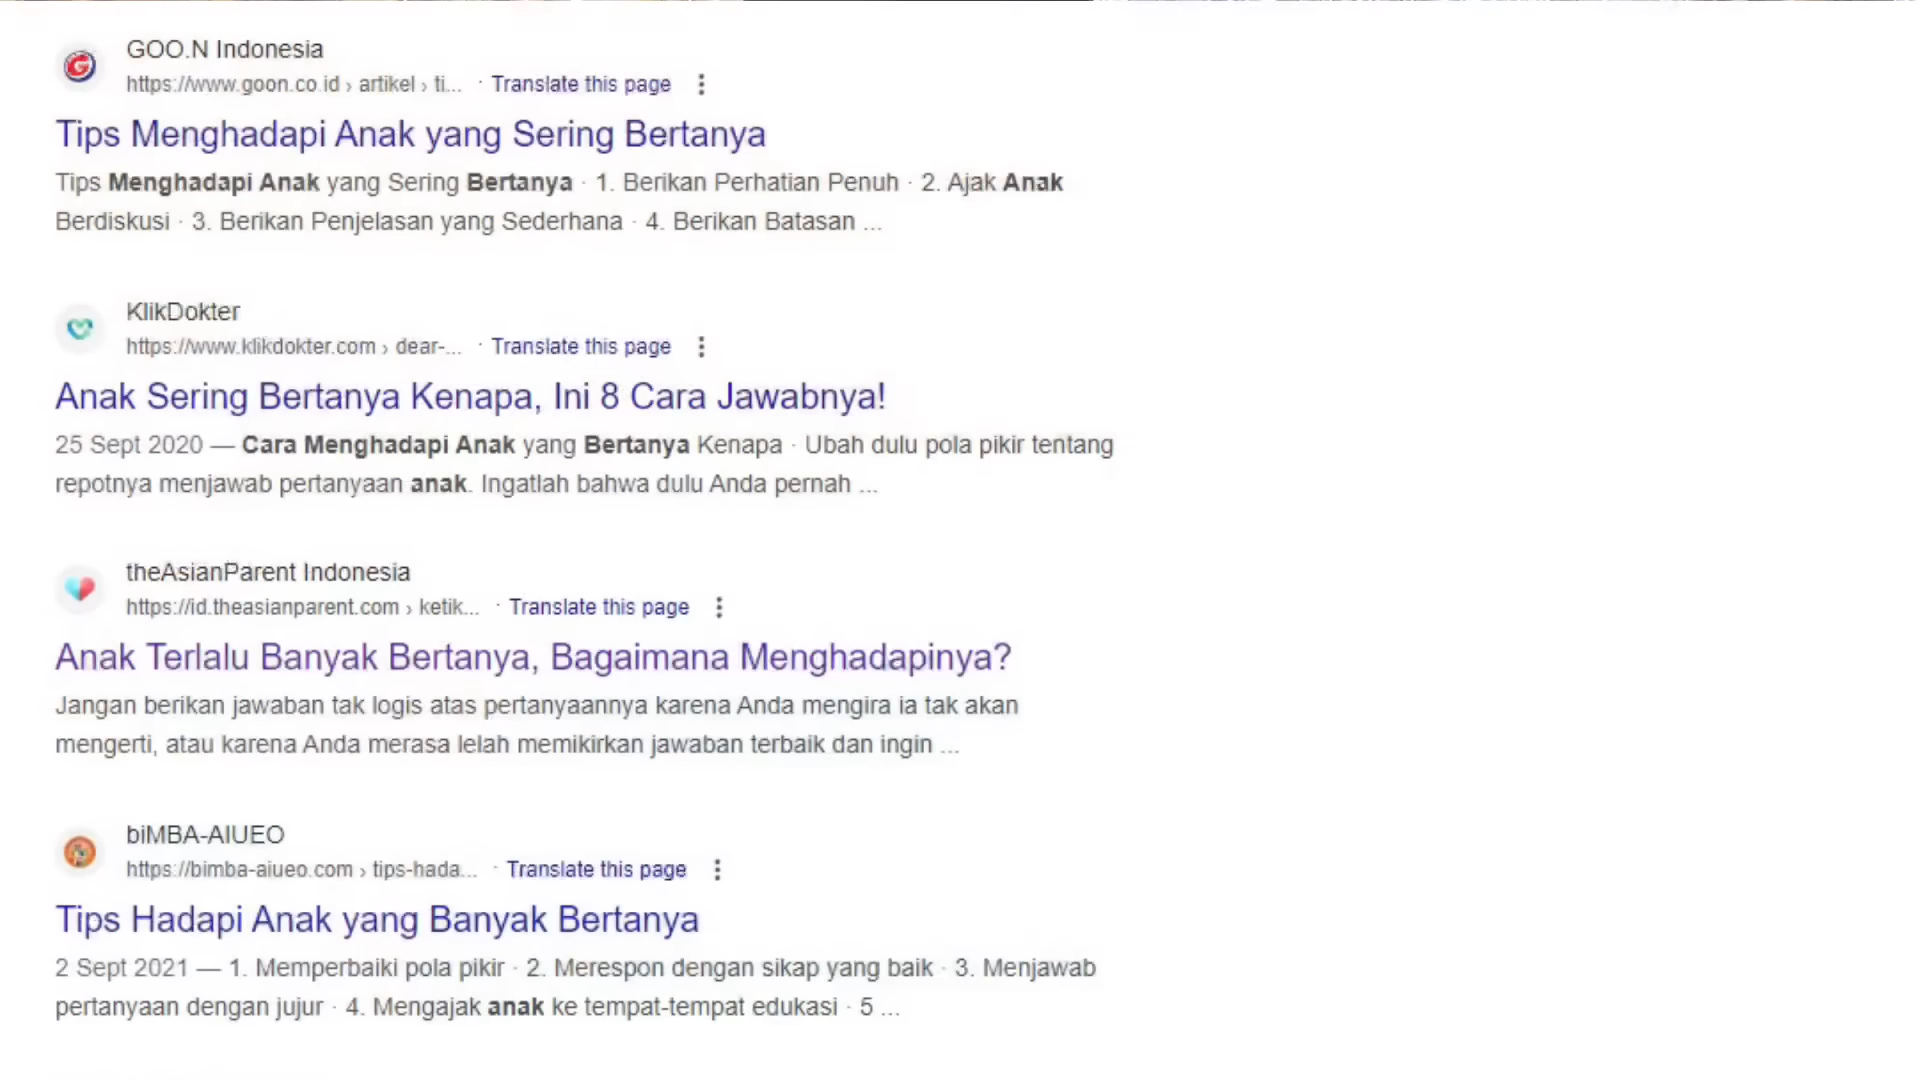 GOO.N Indonesia
https://www.goon.co.id › artikel › ti... · Translate this page
Tips Menghadapi Anak yang Sering Bertanya
Tips Menghadapi Anak yang Sering Bertanya · 1. Berikan Perhatian Penuh · 2. Ajak Anak
Berdiskusi · 3. Berikan Penjelasan yang Sederhana · 4. Berikan Batasan ...
KlikDokter
https://www.klikdokter.com › dear-... · Translate this page
Anak Sering Bertanya Kenapa, Ini 8 Cara Jawabnya!
25 Sept 2020 — Cara Menghadapi Anak yang Bertanya Kenapa · Ubah dulu pola pikir tentang
repotnya menjawab pertanyaan anak. Ingatlah bahwa dulu Anda pernah ...
theAsianParent Indonesia
https://id.theasianparent.com › ketik... · Translate this page
Anak Terlalu Banyak Bertanya, Bagaimana Menghadapinya?
Jangan berikan jawaban tak logis atas pertanyaannya karena Anda mengira ia tak akan
mengerti, atau karena Anda merasa lelah memikirkan jawaban terbaik dan ingin ...
biMBA-AIUEO
https://bimba-aiueo.com › tips-hada... · Translate this page
Tips Hadapi Anak yang Banyak Bertanya
2 Sept 2021 — 1. Memperbaiki pola pikir · 2. Merespon dengan sikap yang baik · 3. Menjawab
pertanyaan dengan jujur · 4. Mengajak anak ke tempat-tempat edukasi · 5 ...